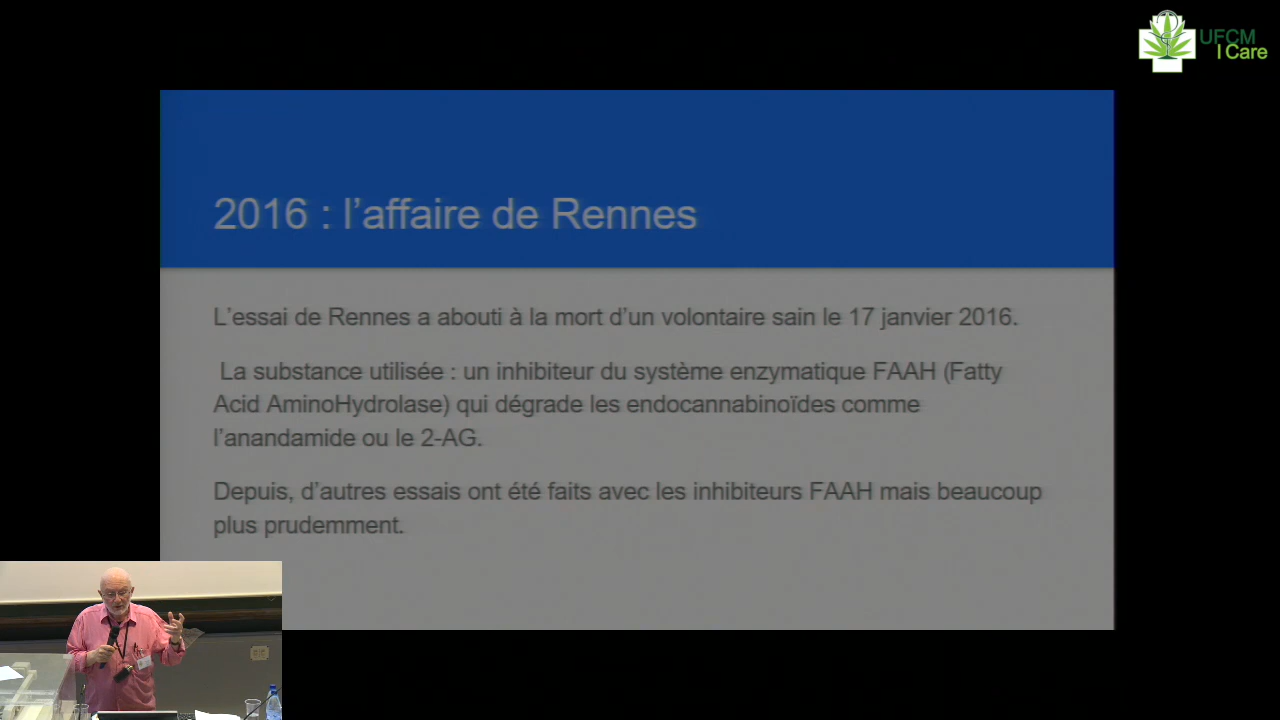 UFCM
I Care
2016 : l'affaire de Rennes
L'essai de Rennes a abouti à la mort d'un volontaire sain le 17 janvier 2016.
La substance utilisée : un inhibiteur du système enzymatique FAAH (Fatty
Acid AminoHydrolase) qui dégrade les endocannabinoïdes comme
l'anandamide ou le 2-AG.
Depuis, d'autres essais ont été faits avec les inhibiteurs FAAH mais beaucoup
plus prudemment.